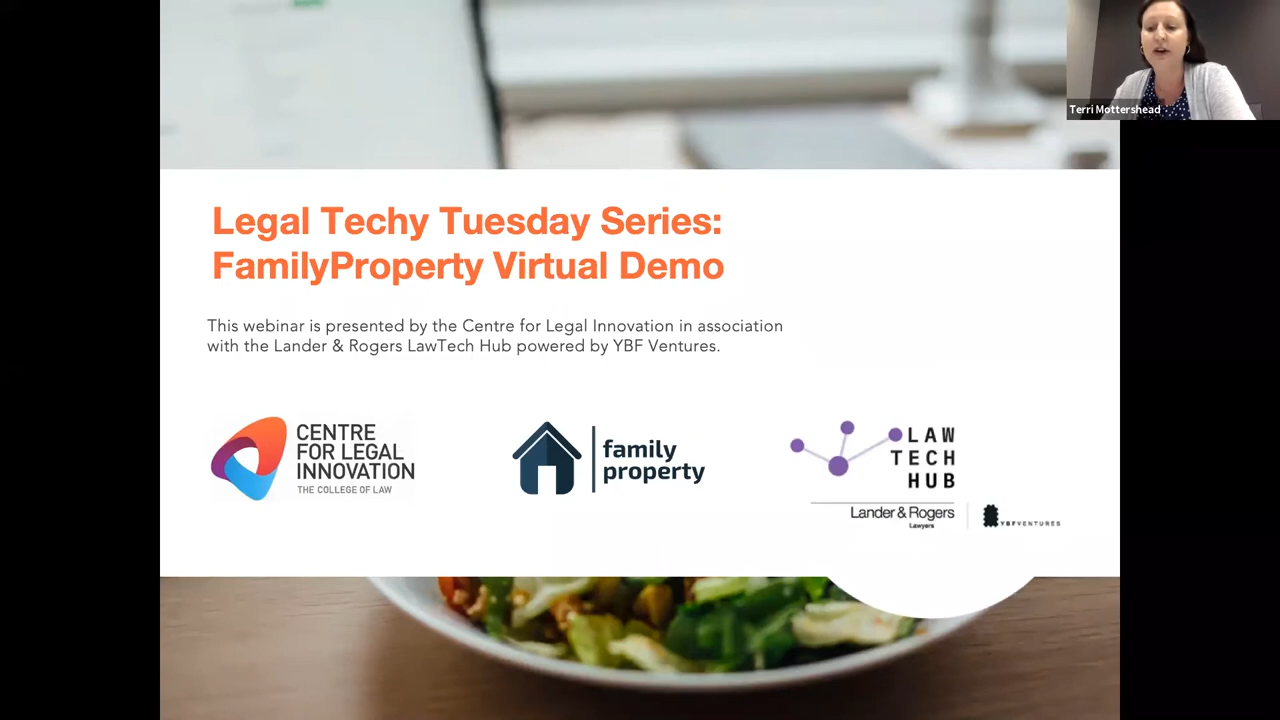 Terri Mottershead
Legal Techy Tuesday Series:
FamilyProperty Virtual Demo
This webinar is presented by the Centre for Legal Innovation in association
with the Lander & Rogers LawTech Hub powered by YBF Ventures.
CENTRE
FOR LEGAL
INNOVATION
THE COLLEGE OF LAW
family
property
LAW
TECH
HUB
Lander & Rogers
Lawyers
YBFVENTURES